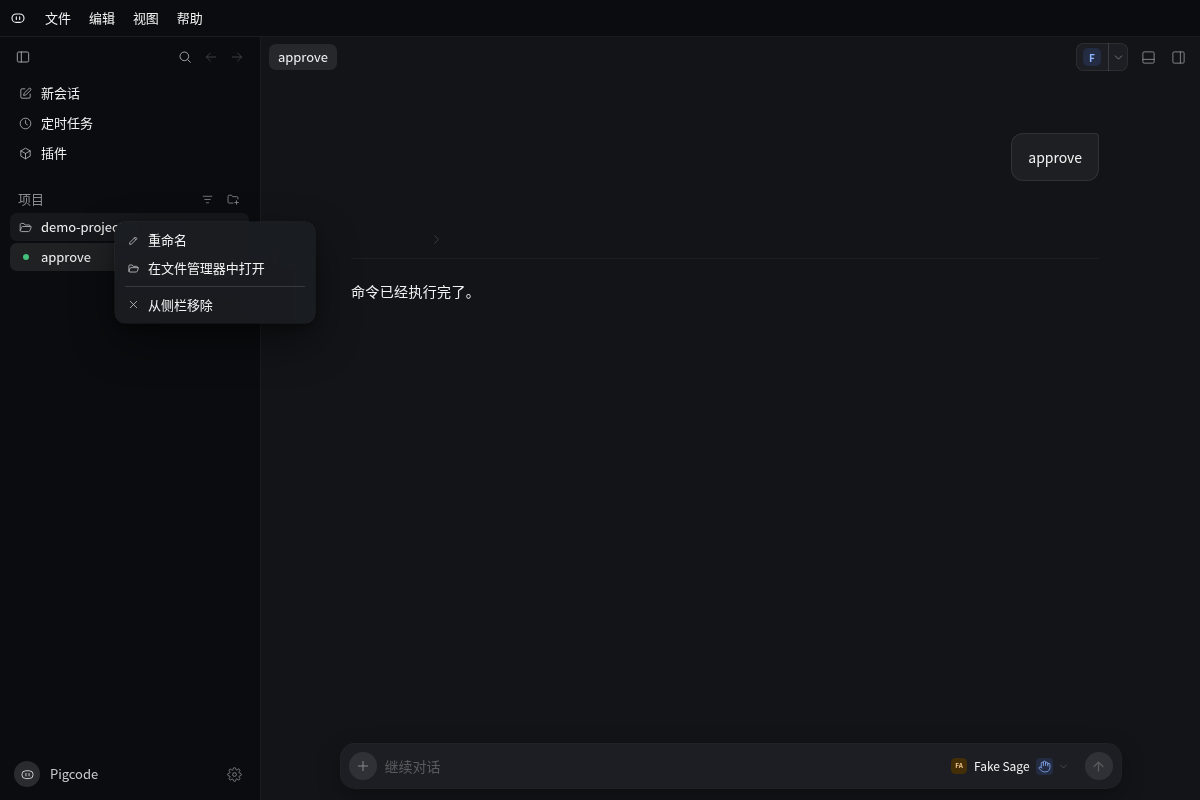 文件 编辑 视图 帮助
approve
F
新会话
定时任务
插件
项目
demo-projec
approve
重命名
在文件管理器中打开
从侧栏移除
approve
命令已经执行完了。
继续对话
FA Fake Sage
Pigcode